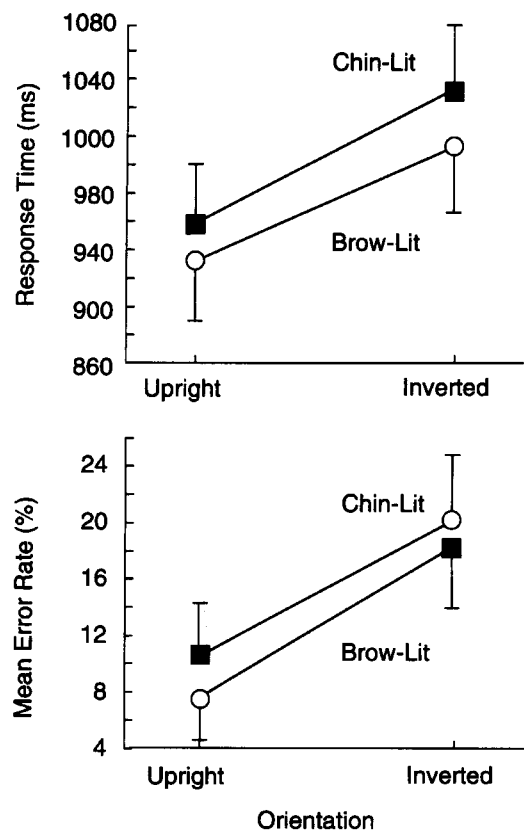 Response Time (ms)
1080
1040
1000
980
940
900
860
Chin-Lit
Brow-Lit
Upright
Inverted
Mean Error Rate (%)
24
20
16
12
8
4
Chin-Lit
Brow-Lit
Upright
Inverted
Orientation